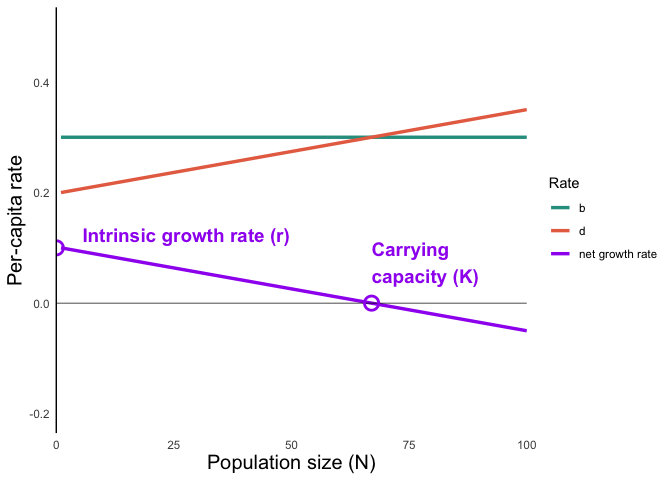 0.4
0.2
0.0
-0.2
Per-capita rate
Intrinsic growth rate (r)
Carrying
capacity (K)
0
25
50
75
100
Population size (N)
Rate
b
d
net growth rate